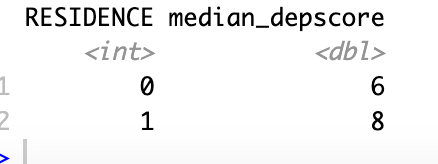 RESIDENCE median_depscore
<int> <dbl>
1 0 6
2 1 8
>